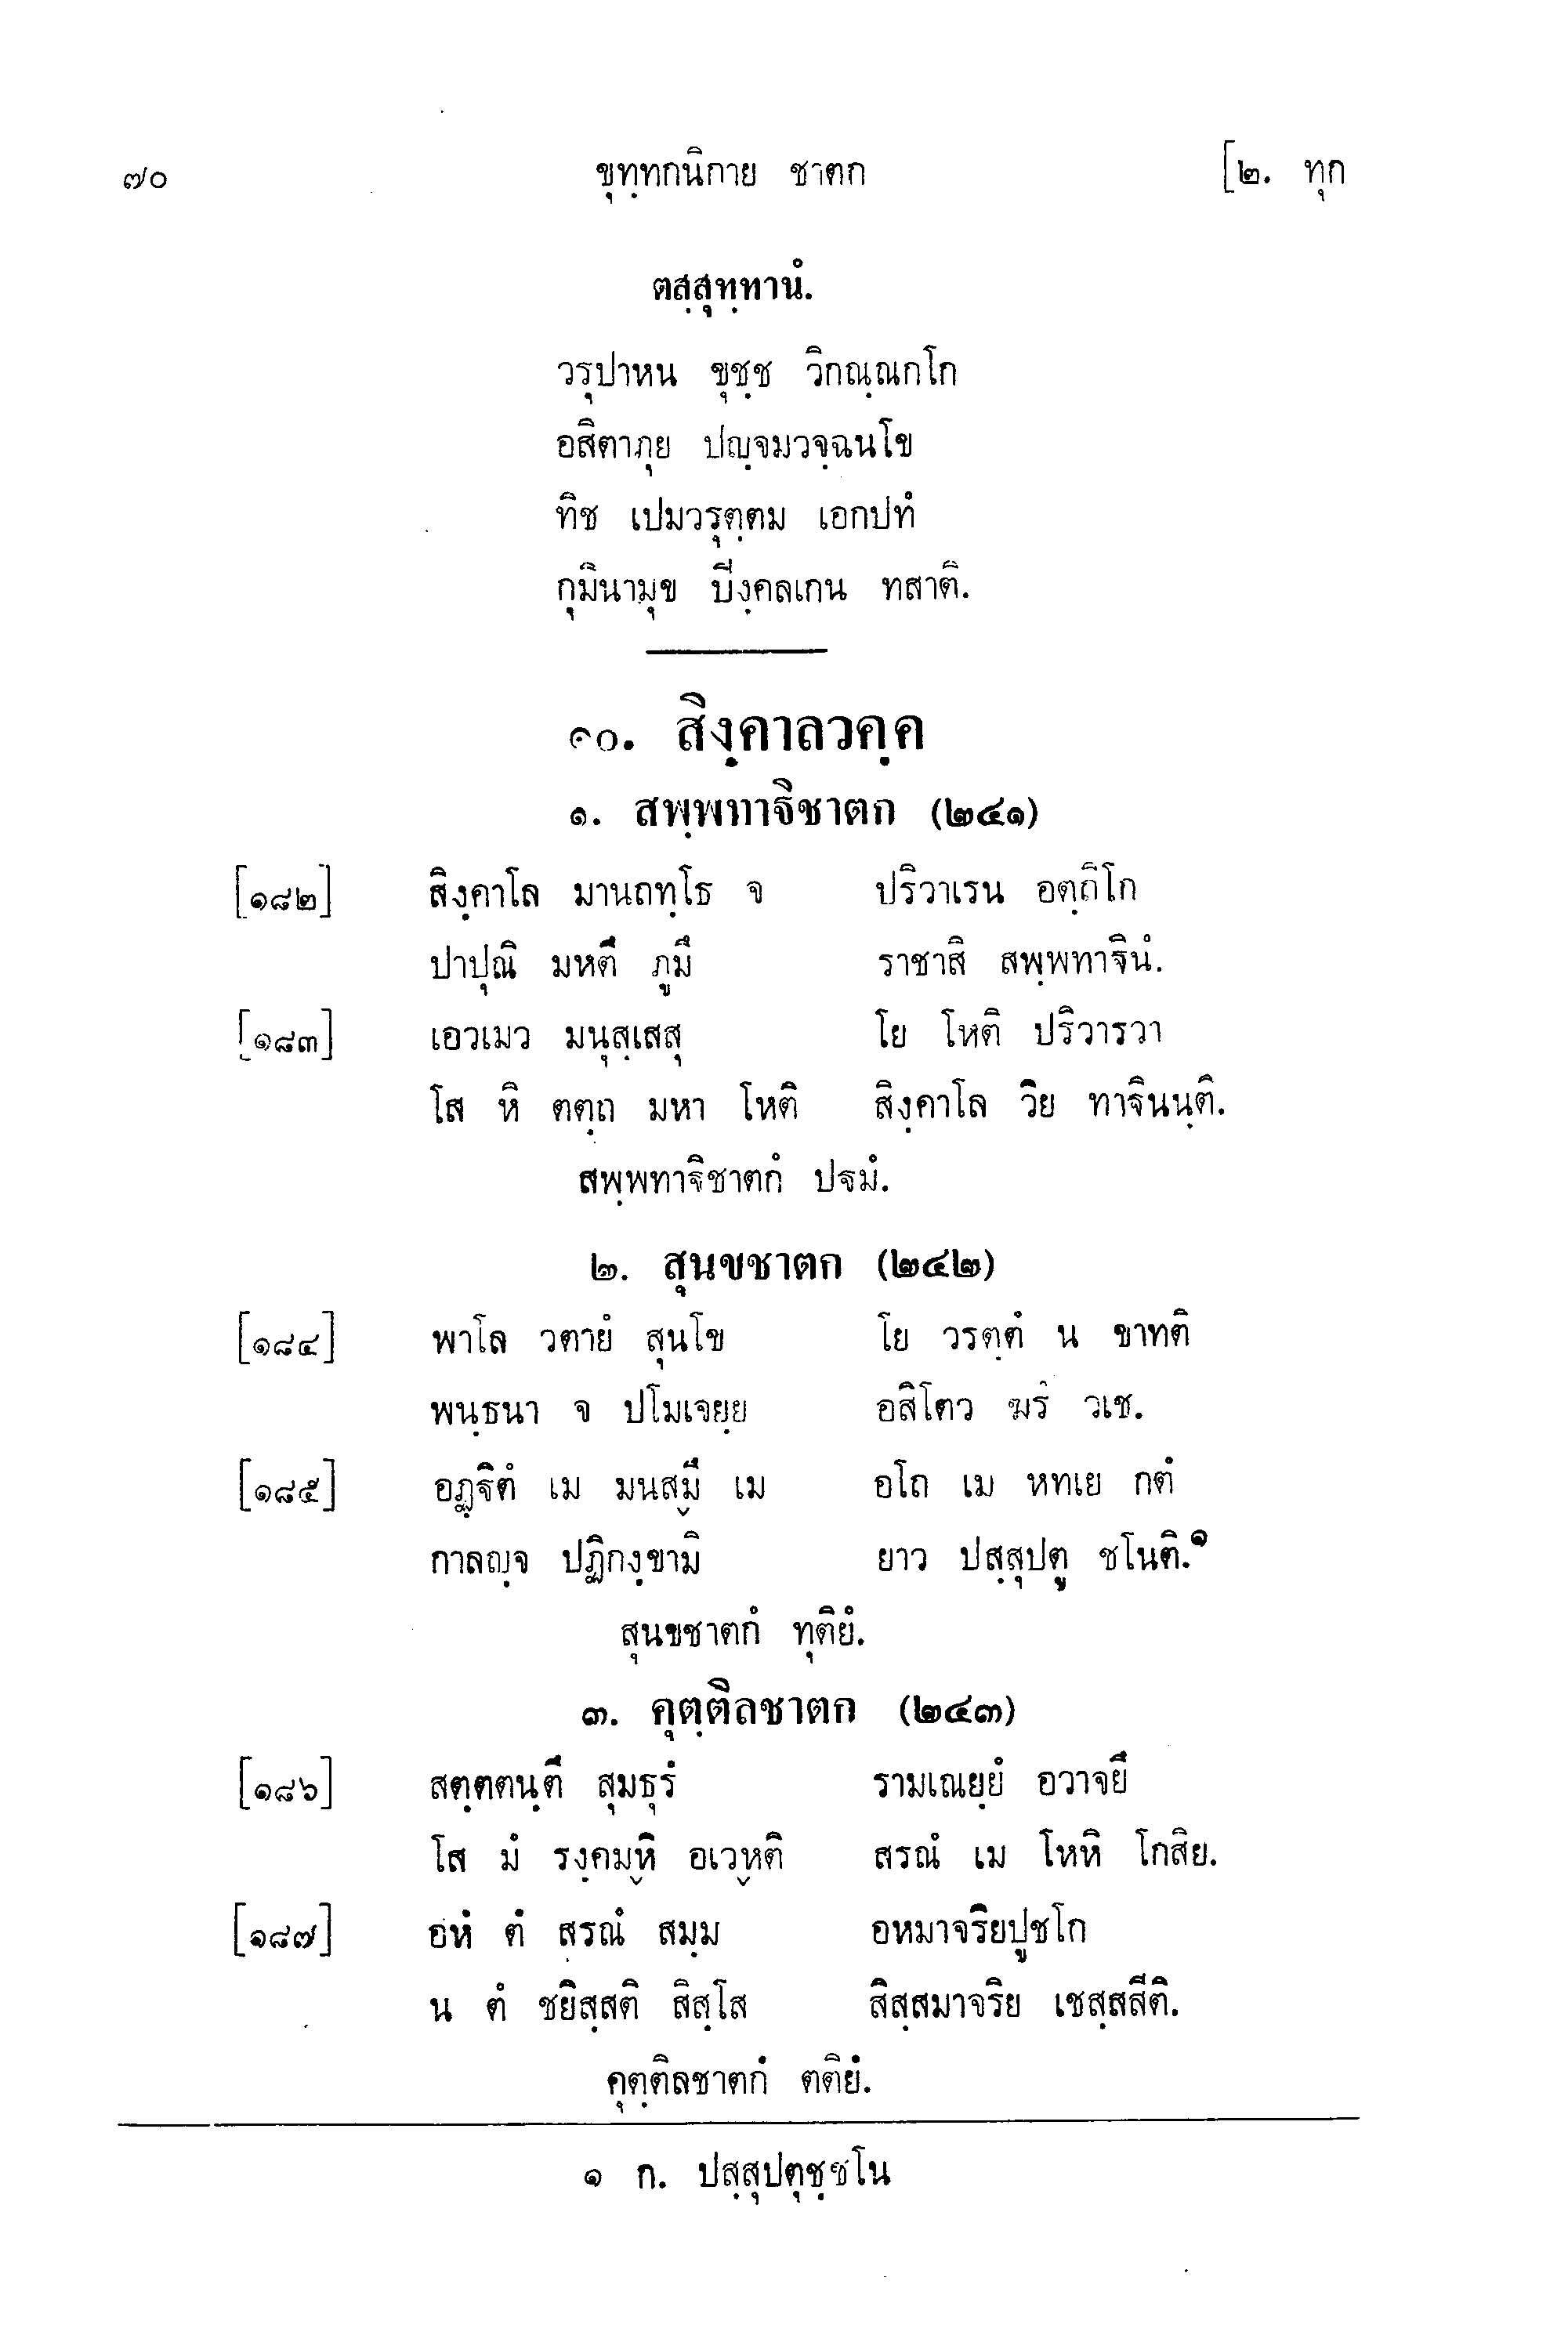 ๗๐ ขุทฺทกนิกาย ชาตก [๒. ทุก
ตสฺสุทฺทานํ.
วรุปาหน ขุชฺช วิกณฺณกโก
อสิตาภุย ปญฺจมวจฺฉนโข
ทิช เปมวรุตฺตม เอกปทํ
กุมินามุข ปิงฺคลเกน ทสาติ.
๑๐. สิงฺคาลวคฺค
๑. สพฺพทาฐิชาตก (๒๔๑)
[๑๘๒] สิงฺคาโล มานถทฺโธ จ ปริวาเรน อตฺถิโก
ปาปุณิ มหตึ ภูมึ ราชาสิ สพฺพทาฐินํ.
[๑๘๓] เอวเมว มนุสฺเสสุ โย โหติ ปริวารวา
โส หิ ตตฺถ มหา โหติ สิงฺคาโล วิย ทาฐินนฺติ.
สพฺพทาฐิชาตกํ ปฐมํ.
๒. สุนขชาตก (๒๔๒)
[๑๘๔] พาโล วตายํ สุนโข โย วรตฺตํ น ขาทติ
พนฺธนา จ ปโมเจยฺย อสิโตว ฆรํ วเช.
[๑๘๕] อฏฺฐิตํ เม มนสฺมึ เม อโถ เม หทเย กตํ
กาลญฺจ ปฏิกงฺขามิ ยาว ปสฺสุปตู ชโนติ.๑
สุนขชาตกํ ทุติยํ.
๓. คุตฺติลชาตก (๒๔๓)
[๑๘๖] สตฺตตนฺตึ สุมธุรํ รามเณยฺยํ อวาจยึ
โส มํ รงฺคมฺหิ อเวฺหติ สรณํ เม โหหิ โกสิย.
[๑๘๗] อหํ ตํ สรณํ สมฺม อหมาจริยปูชโก
น ตํ ชยิสฺสติ สิสฺโส สิสฺสมาจริย เชสฺสสีติ.
คุตฺติลชาตกํ ตติยํ.
๑ ก. ปสฺสุปตุชฺชโน